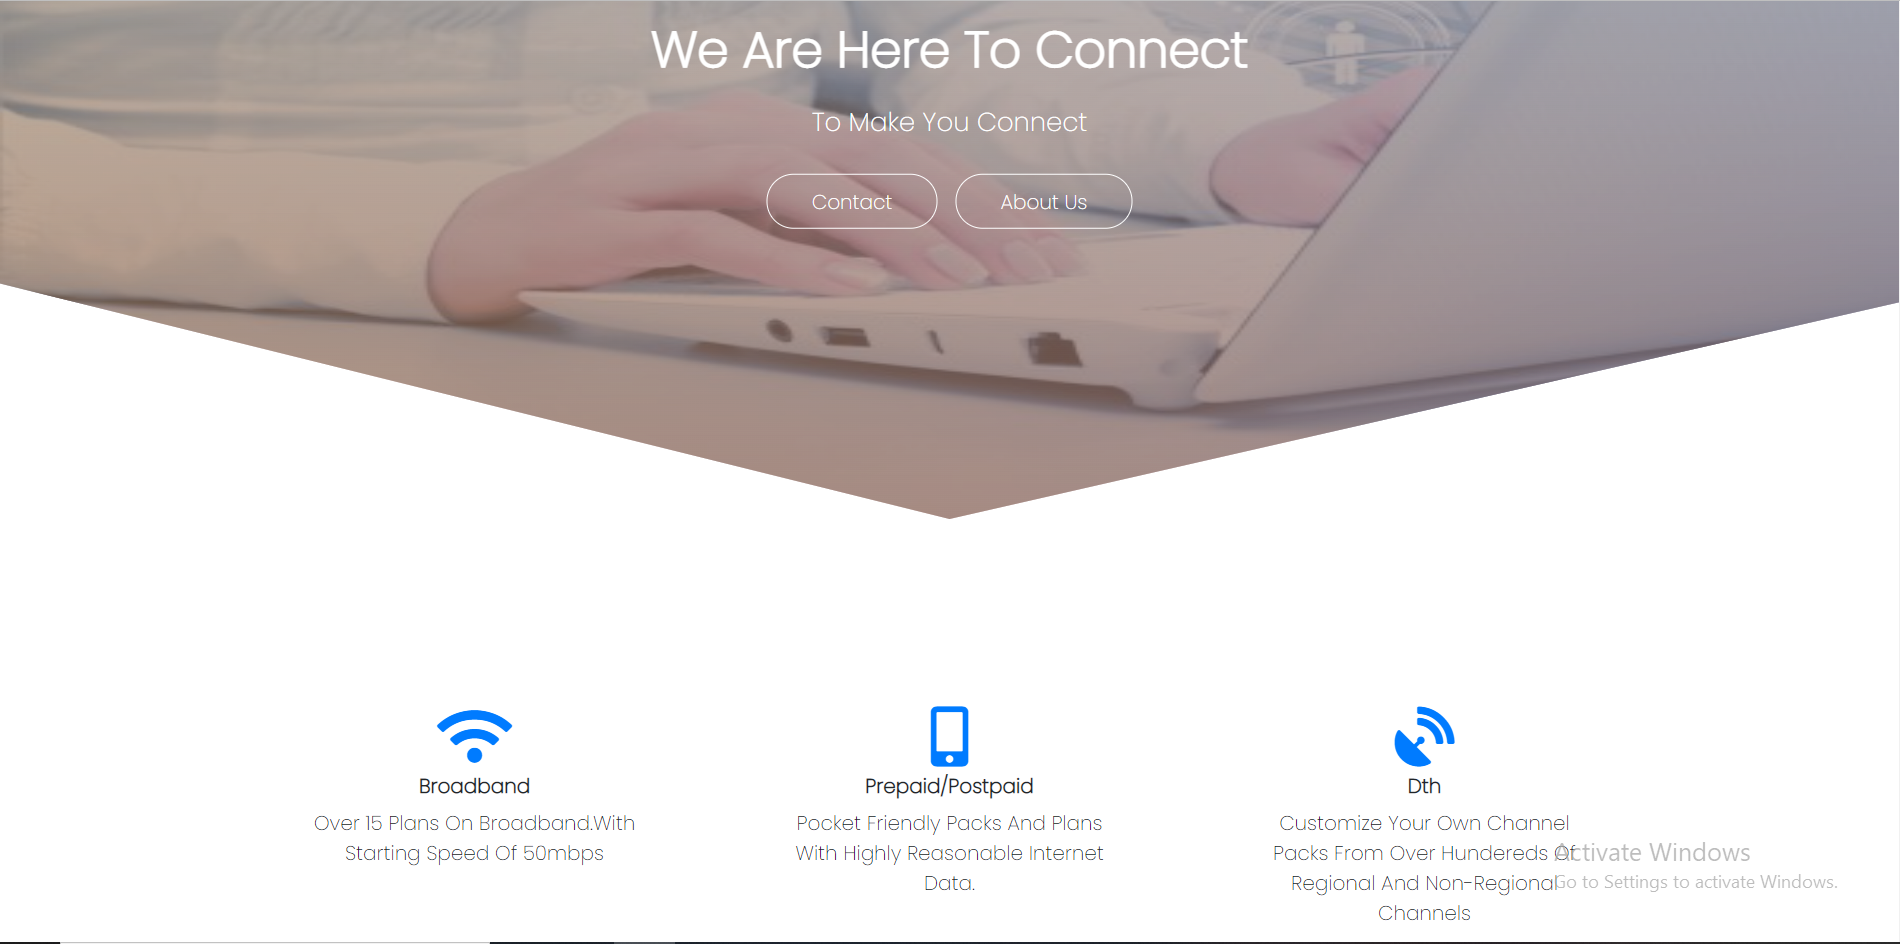 We Are Here To Connect
To Make You Connect
Contact
About Us
Broadband
Over 15 Plans On Broadband.With
Starting Speed Of 50mbps
Prepaid/Postpaid
Pocket Friendly Packs And Plans
With Highly Reasonable Internet
Data.
Dth
Customize Your Own Channel
Packs From Over Hundereds Of
Regional And Non-Regional
Channels
Activate Windows
Go to Settings to activate Windows.